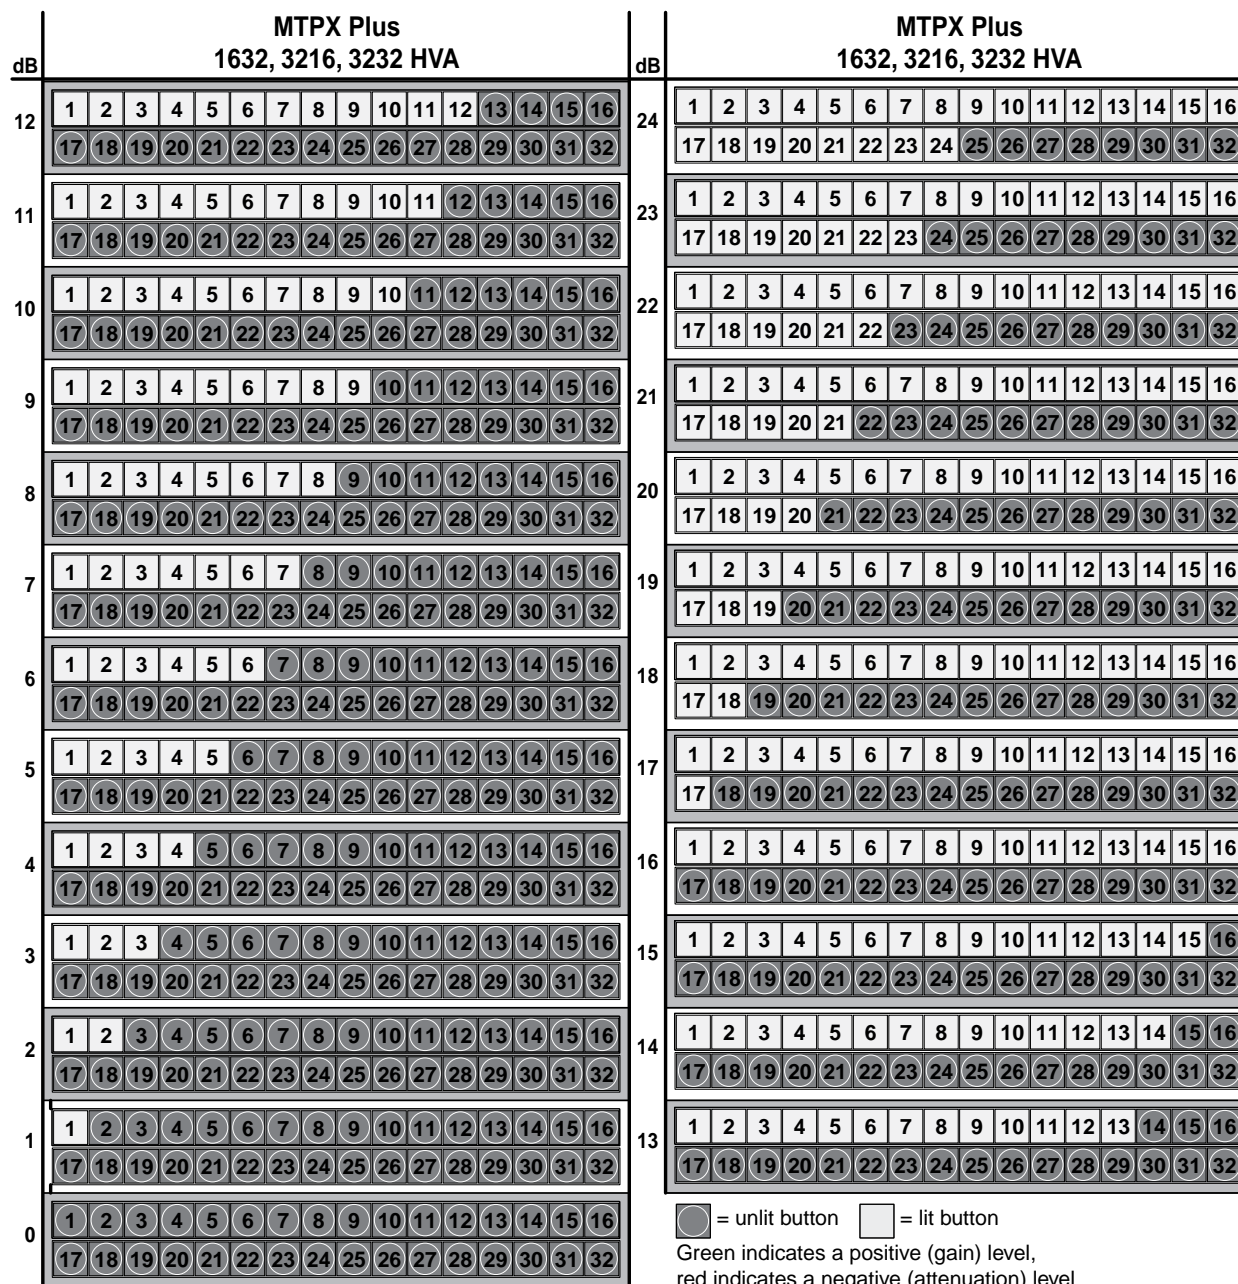 MTPX Plus
1632, 3216, 3232 HVA
dB
12
1 2 3 4 5 6 7 8 9 10 11 12 13 14 15 16
17 18 19 20 21 22 23 24 25 26 27 28 29 30 31 32
11
1 2 3 4 5 6 7 8 9 10 11 12 13 14 15 16
17 18 19 20 21 22 23 24 25 26 27 28 29 30 31 32
10
1 2 3 4 5 6 7 8 9 10 11 12 13 14 15 16
17 18 19 20 21 22 23 24 25 26 27 28 29 30 31 32
9
1 2 3 4 5 6 7 8 9 10 11 12 13 14 15 16
17 18 19 20 21 22 23 24 25 26 27 28 29 30 31 32
8
1 2 3 4 5 6 7 8 9 10 11 12 13 14 15 16
17 18 19 20 21 22 23 24 25 26 27 28 29 30 31 32
7
1 2 3 4 5 6 7 8 9 10 11 12 13 14 15 16
17 18 19 20 21 22 23 24 25 26 27 28 29 30 31 32
6
1 2 3 4 5 6 7 8 9 10 11 12 13 14 15 16
17 18 19 20 21 22 23 24 25 26 27 28 29 30 31 32
5
1 2 3 4 5 6 7 8 9 10 11 12 13 14 15 16
17 18 19 20 21 22 23 24 25 26 27 28 29 30 31 32
4
1 2 3 4 5 6 7 8 9 10 11 12 13 14 15 16
17 18 19 20 21 22 23 24 25 26 27 28 29 30 31 32
3
1 2 3 4 5 6 7 8 9 10 11 12 13 14 15 16
17 18 19 20 21 22 23 24 25 26 27 28 29 30 31 32
2
1 2 3 4 5 6 7 8 9 10 11 12 13 14 15 16
17 18 19 20 21 22 23 24 25 26 27 28 29 30 31 32
1
1 2 3 4 5 6 7 8 9 10 11 12 13 14 15 16
17 18 19 20 21 22 23 24 25 26 27 28 29 30 31 32
0
1 2 3 4 5 6 7 8 9 10 11 12 13 14 15 16
17 18 19 20 21 22 23 24 25 26 27 28 29 30 31 32
MTPX Plus
1632, 3216, 3232 HVA
dB
24
1 2 3 4 5 6 7 8 9 10 11 12 13 14 15 16
17 18 19 20 21 22 23 24 25 26 27 28 29 30 31 32
23
1 2 3 4 5 6 7 8 9 10 11 12 13 14 15 16
17 18 19 20 21 22 23 24 25 26 27 28 29 30 31 32
22
1 2 3 4 5 6 7 8 9 10 11 12 13 14 15 16
17 18 19 20 21 22 23 24 25 26 27 28 29 30 31 32
21
1 2 3 4 5 6 7 8 9 10 11 12 13 14 15 16
17 18 19 20 21 22 23 24 25 26 27 28 29 30 31 32
20
1 2 3 4 5 6 7 8 9 10 11 12 13 14 15 16
17 18 19 20 21 22 23 24 25 26 27 28 29 30 31 32
19
1 2 3 4 5 6 7 8 9 10 11 12 13 14 15 16
17 18 19 20 21 22 23 24 25 26 27 28 29 30 31 32
18
1 2 3 4 5 6 7 8 9 10 11 12 13 14 15 16
17 18 19 20 21 22 23 24 25 26 27 28 29 30 31 32
17
1 2 3 4 5 6 7 8 9 10 11 12 13 14 15 16
17 18 19 20 21 22 23 24 25 26 27 28 29 30 31 32
16
1 2 3 4 5 6 7 8 9 10 11 12 13 14 15 16
17 18 19 20 21 22 23 24 25 26 27 28 29 30 31 32
15
1 2 3 4 5 6 7 8 9 10 11 12 13 14 15 16
17 18 19 20 21 22 23 24 25 26 27 28 29 30 31 32
14
1 2 3 4 5 6 7 8 9 10 11 12 13 14 15 16
17 18 19 20 21 22 23 24 25 26 27 28 29 30 31 32
13
1 2 3 4 5 6 7 8 9 10 11 12 13 14 15 16
17 18 19 20 21 22 23 24 25 26 27 28 29 30 31 32
= unlit button = lit button
Green indicates a positive (gain) level,
red indicates a negative (attenuation) level